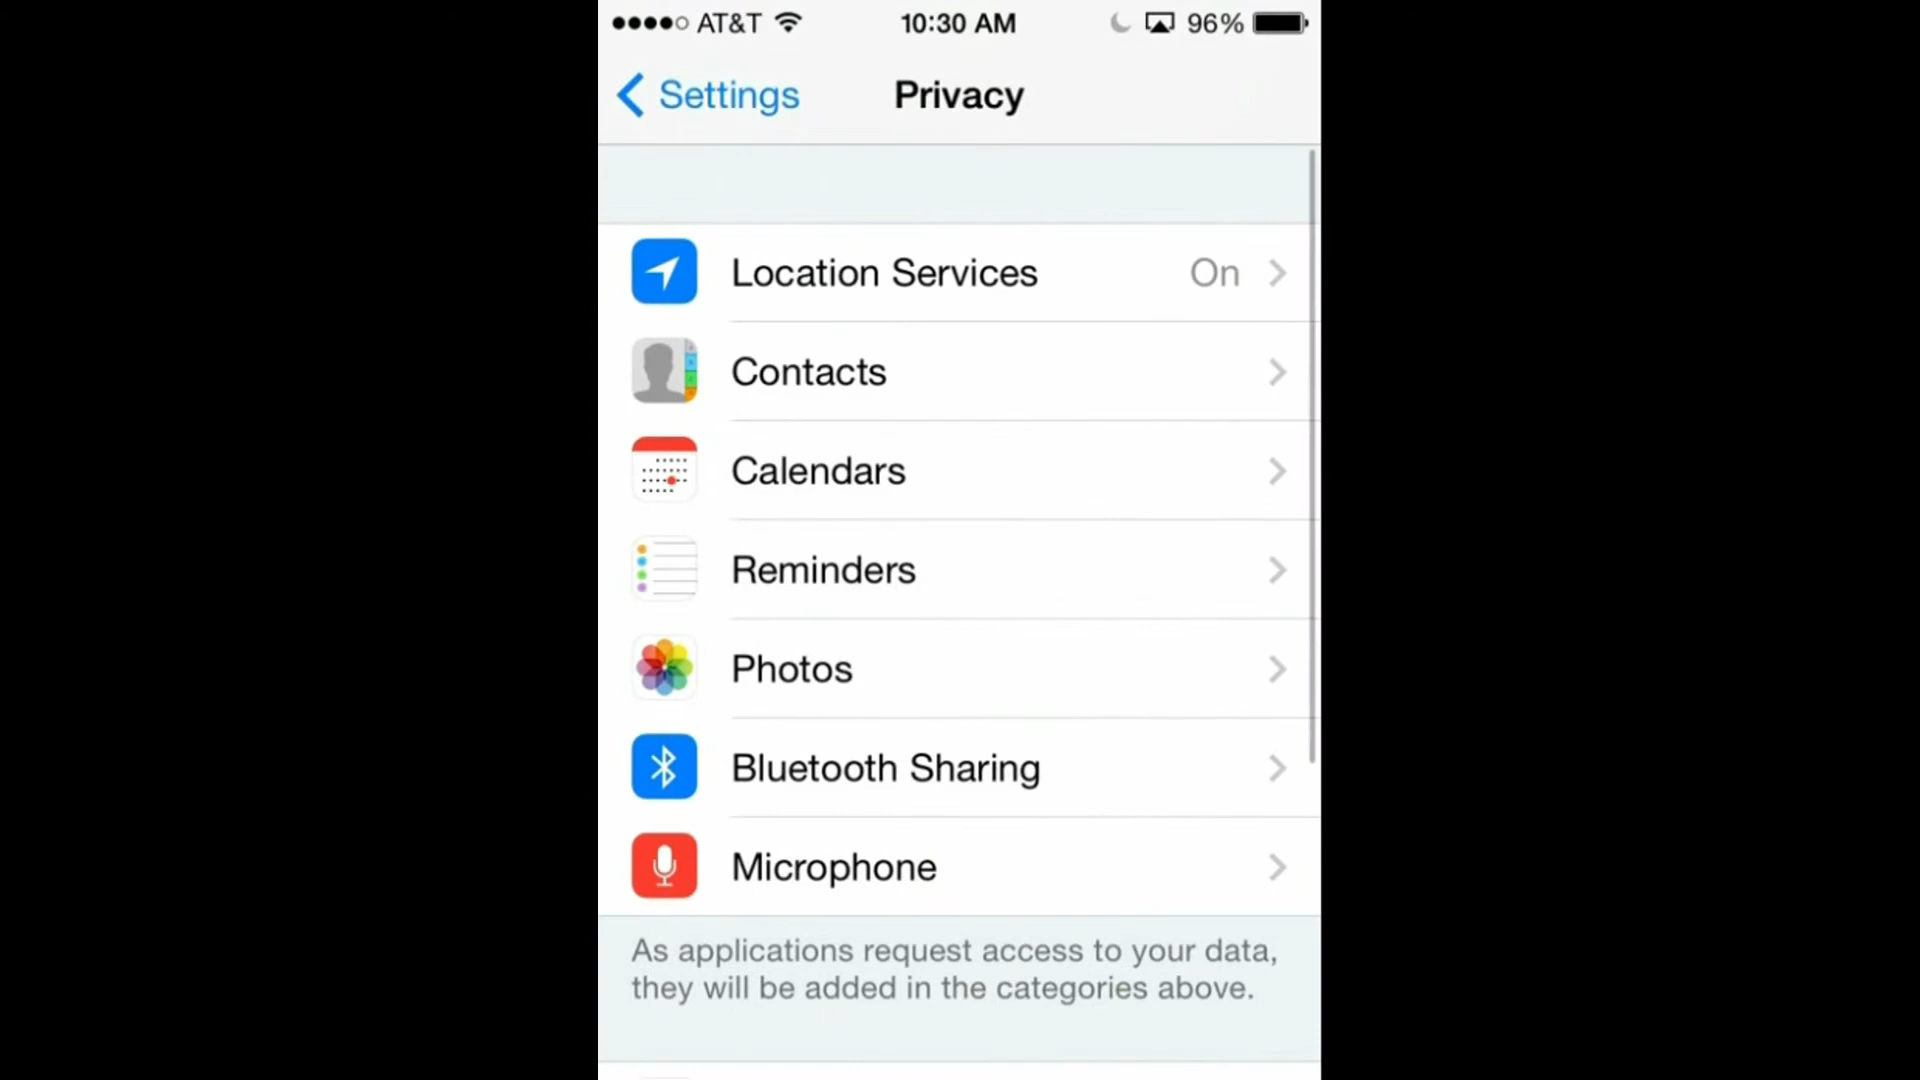 AT&T 10:30 AM 96%
Settings Privacy
Location Services On
Contacts
Calendars
Reminders
Photos
Bluetooth Sharing
Microphone
As applications request access to your data,
they will be added in the categories above.